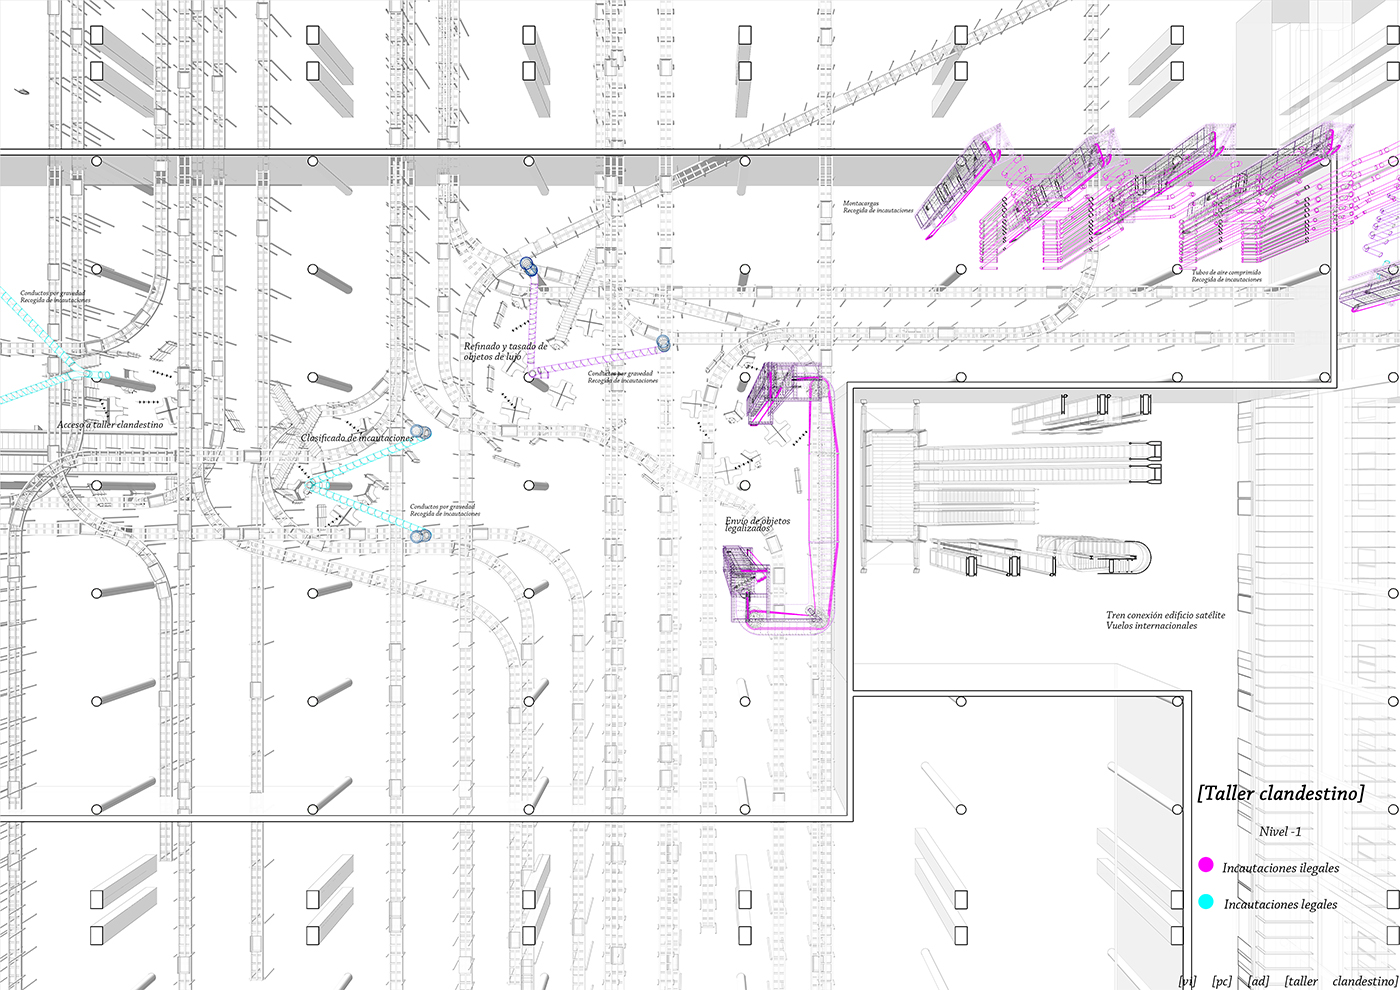 Montacargas
Recogida de incautaciones
Tubos de aire comprimido
Recogida de incautaciones
Conductos por gravedad
Recogida de incautaciones
Refinado y tasado de
objetos de lujo
Conductos por gravedad
Recogida de incautaciones
Acceso a taller clandestino
Clasificado de incautaciones
Conductos por gravedad
Recogida de incautaciones
Envío de objetos
legalizados
Tren conexión edificio satélite
Vuelos internacionales
[Taller clandestino]
Nivel -1
Incautaciones ilegales
Incautaciones legales
[vi] [pc] [ad] [taller clandestino]